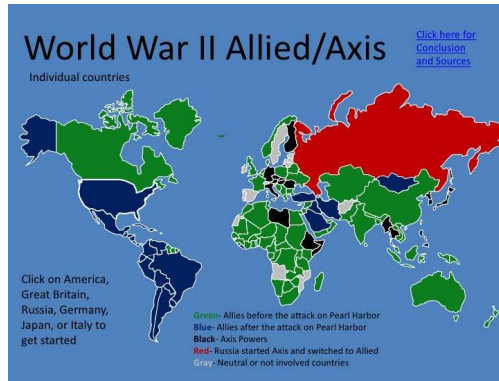 World War II Allied/Axis
Click here for
Conclusion
and Sources
Individual countries
Click on America,
Great Britain,
Russia, Germany,
Japan, or Italy to
get started
Green- Allies before the attack on Pearl Harbor
Blue- Allies after the attack on Pearl Harbor
Black- Axis Powers
Red- Russia started Axis and switched to Allied
Gray- Neutral or not involved countries